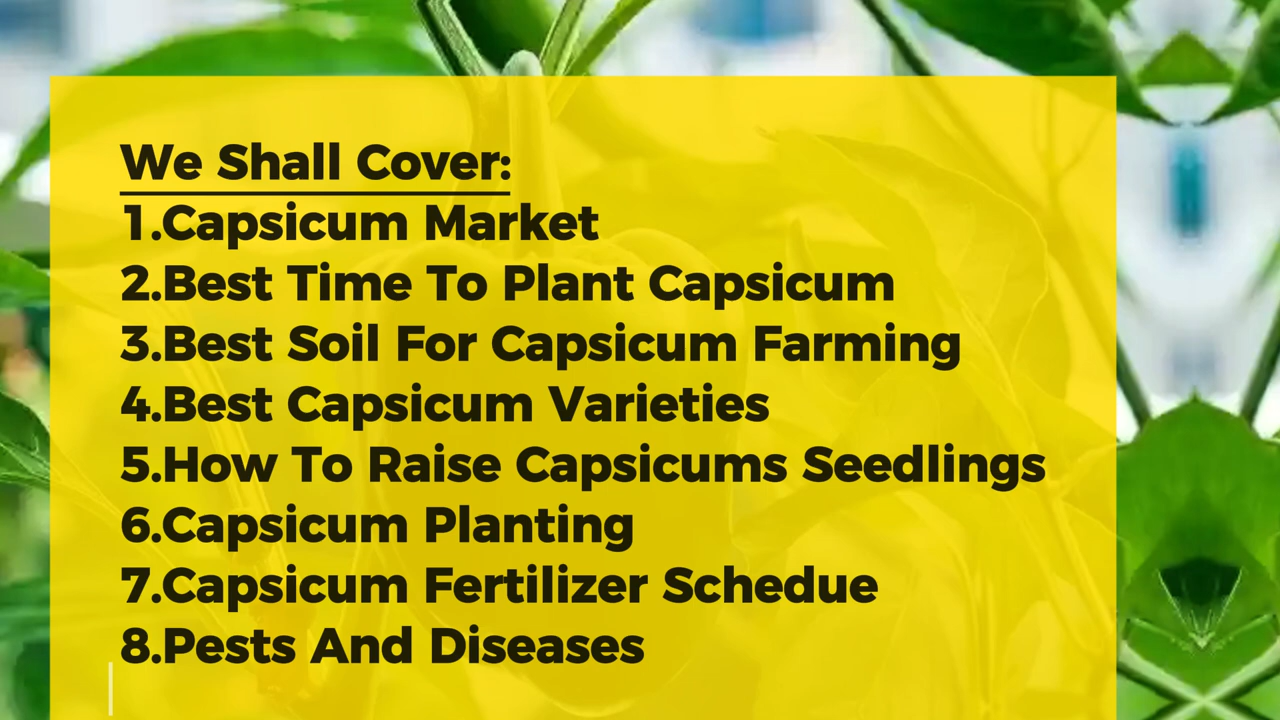 We Shall Cover:
1.Capsicum Market
2.Best Time To Plant Capsicum
3.Best Soil For Capsicum Farming
4.Best Capsicum Varieties
5.How To Raise Capsicums Seedlings
6.Capsicum Planting
7.Capsicum Fertilizer Schedue
8.Pests And Diseases